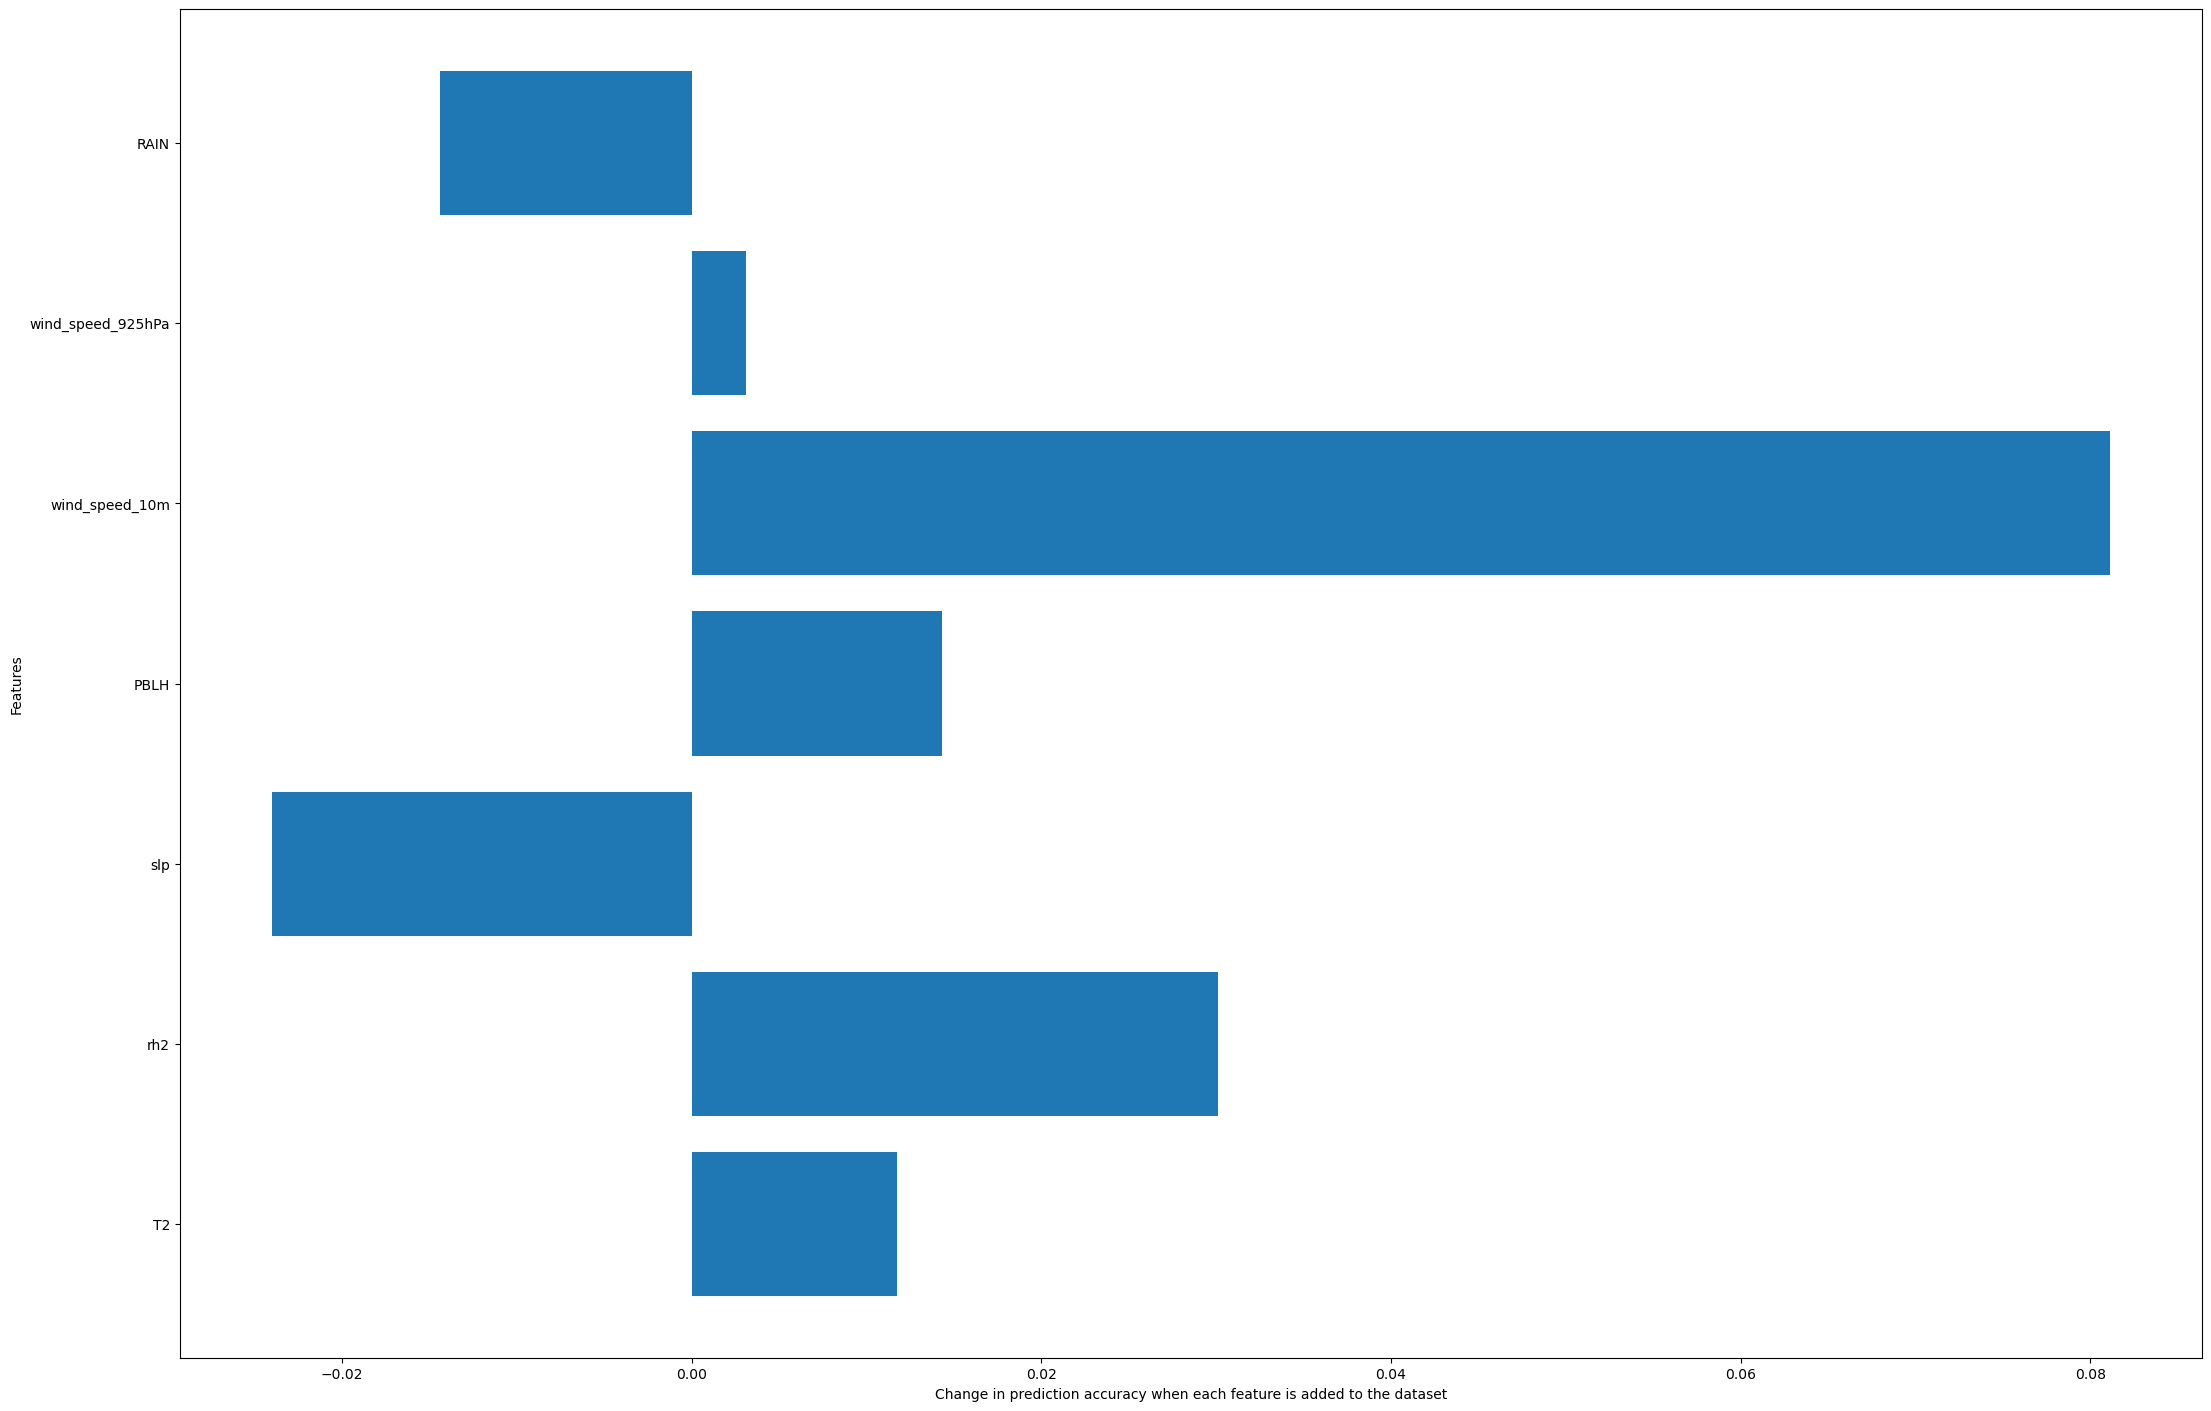 RAIN
wind_speed_925hPa
wind_speed_10m
PBLH
slp
rh2
T2
Features
−0.02
0.00
0.02
0.04
0.06
0.08
Change in prediction accuracy when each feature is added to the dataset